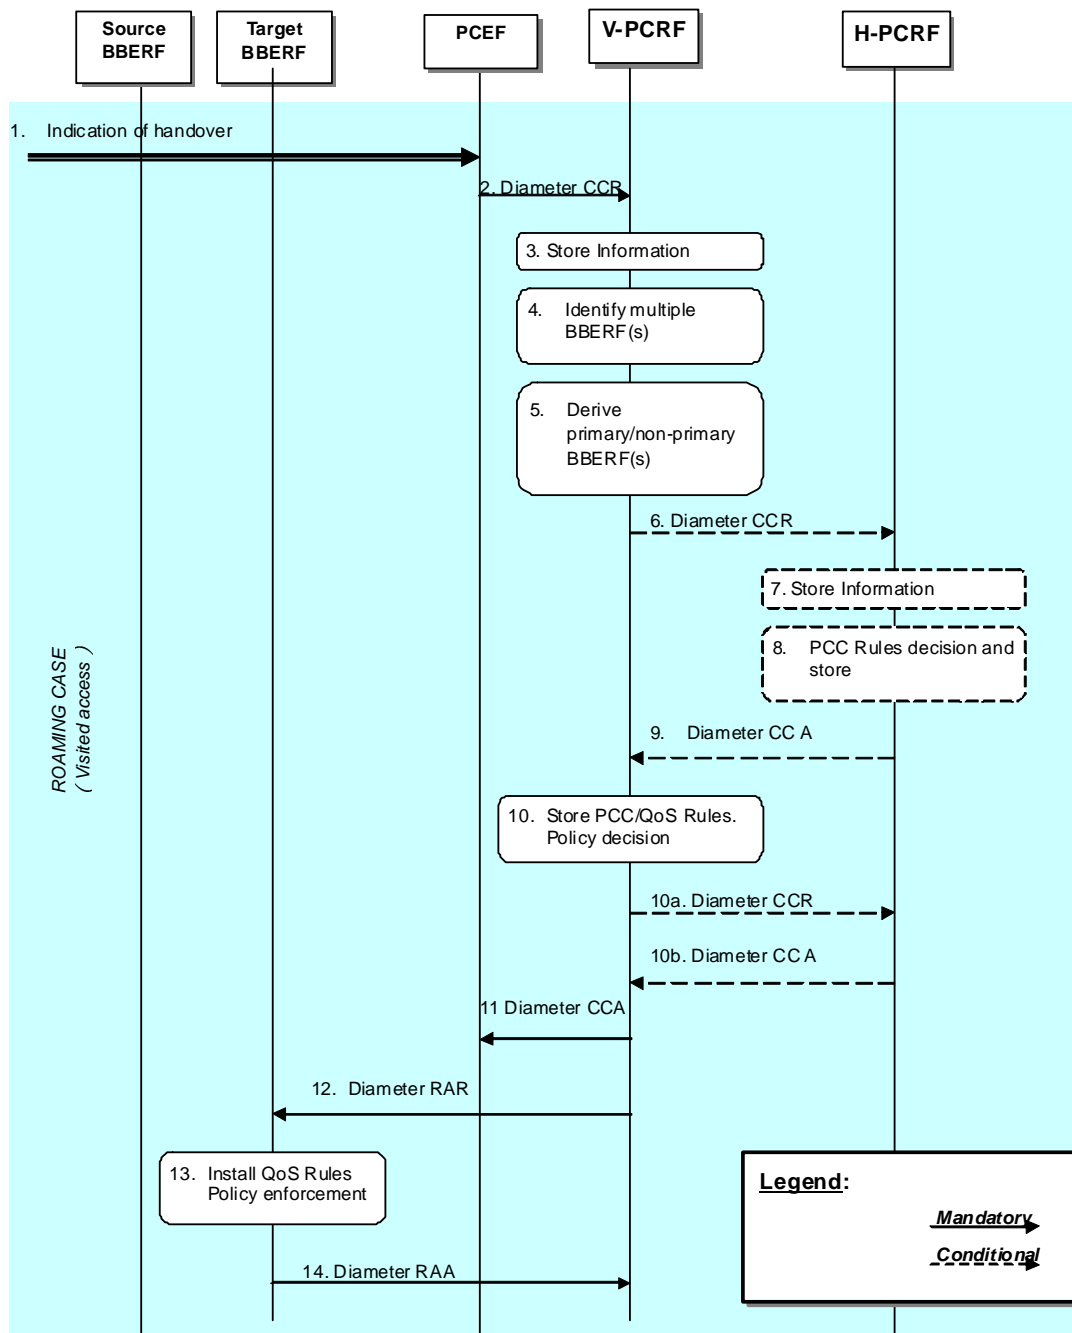 Source
BBERF
Target
BBERF
PCEF
V-PCRF
H-PCRF
1. Indication of handover
2. Diameter CCR
3. Store Information
4. Identify multiple
BBERF(s)
5. Derive
primary/non-primary
BBERF(s)
6. Diameter CCR
7. Store Information
8. PCC Rules decision and
store
9. Diameter CCA
ROAMING CASE
( Visited access )
10. Store PCC/QoS Rules.
Policy decision
10a. Diameter CCR
10b. Diameter CCA
11 Diameter CCA
12. Diameter RAR
13. Install QoS Rules
Policy enforcement
14. Diameter RAA
Legend:
Mandatory
Conditional